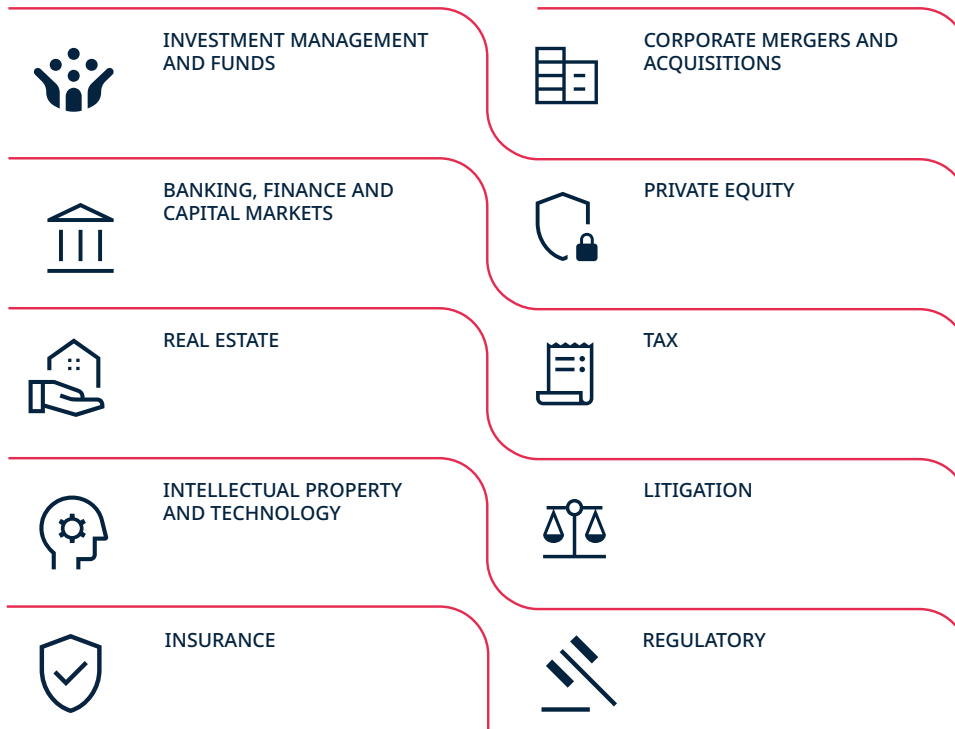 INVESTMENT MANAGEMENT
AND FUNDS
CORPORATE MERGERS AND
ACQUISITIONS
BANKING, FINANCE AND
CAPITAL MARKETS
PRIVATE EQUITY
REAL ESTATE
TAX
INTELLECTUAL PROPERTY
AND TECHNOLOGY
LITIGATION
INSURANCE
REGULATORY